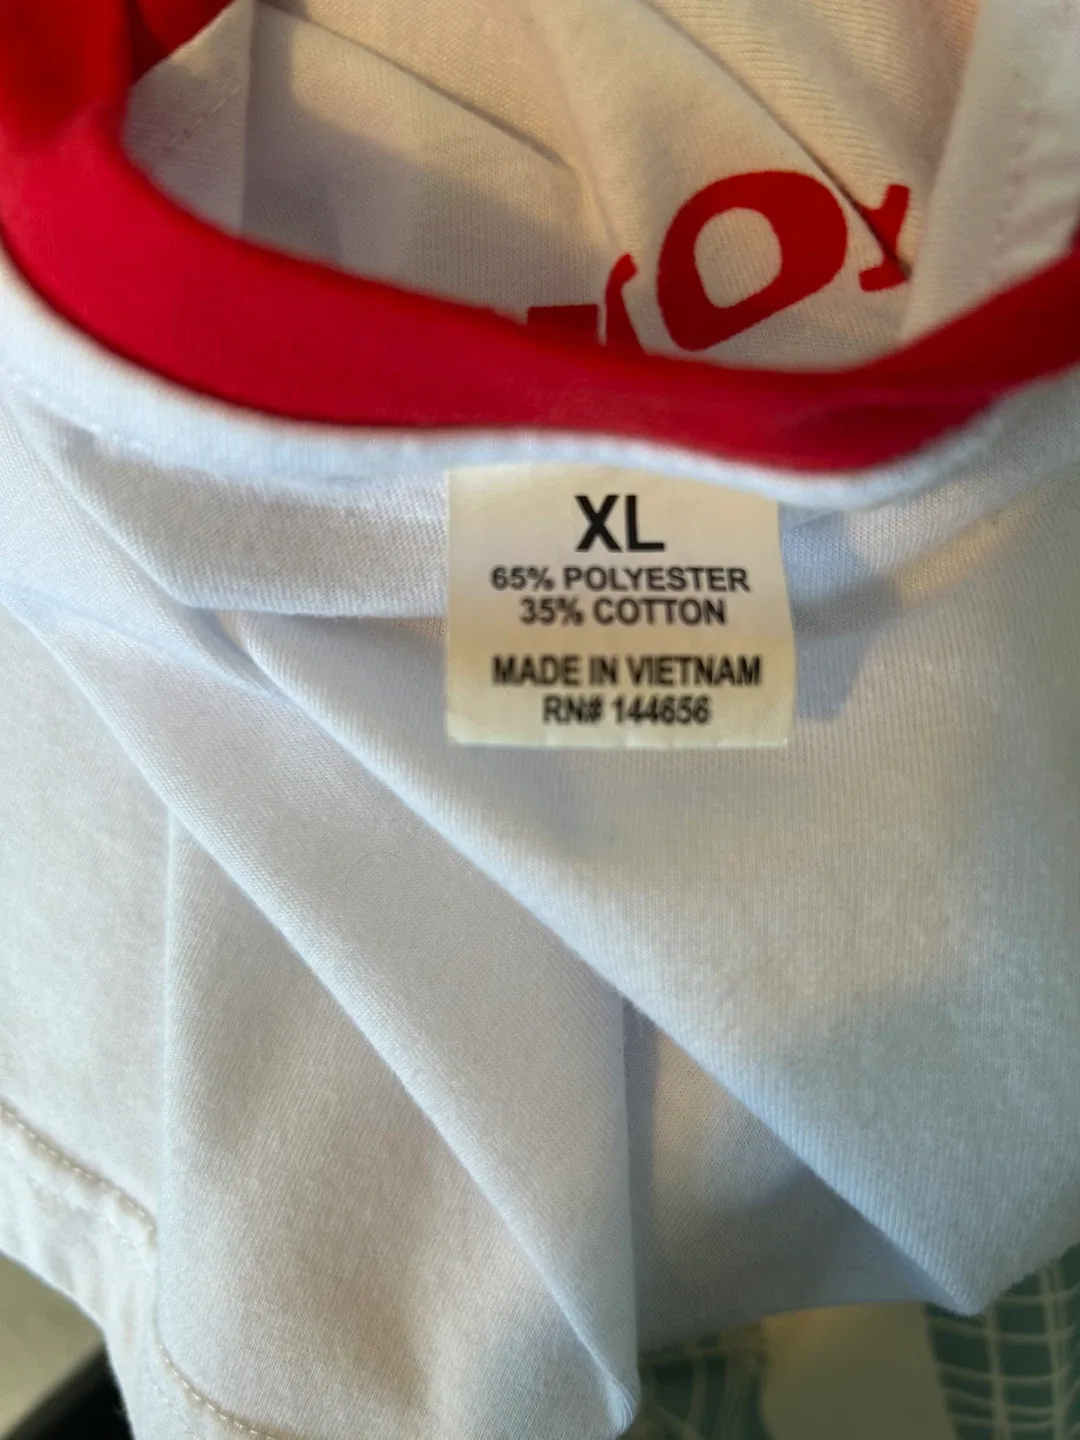 XL
65% POLYESTER
35% COTTON
MADE IN VIETNAM
RN# 144656